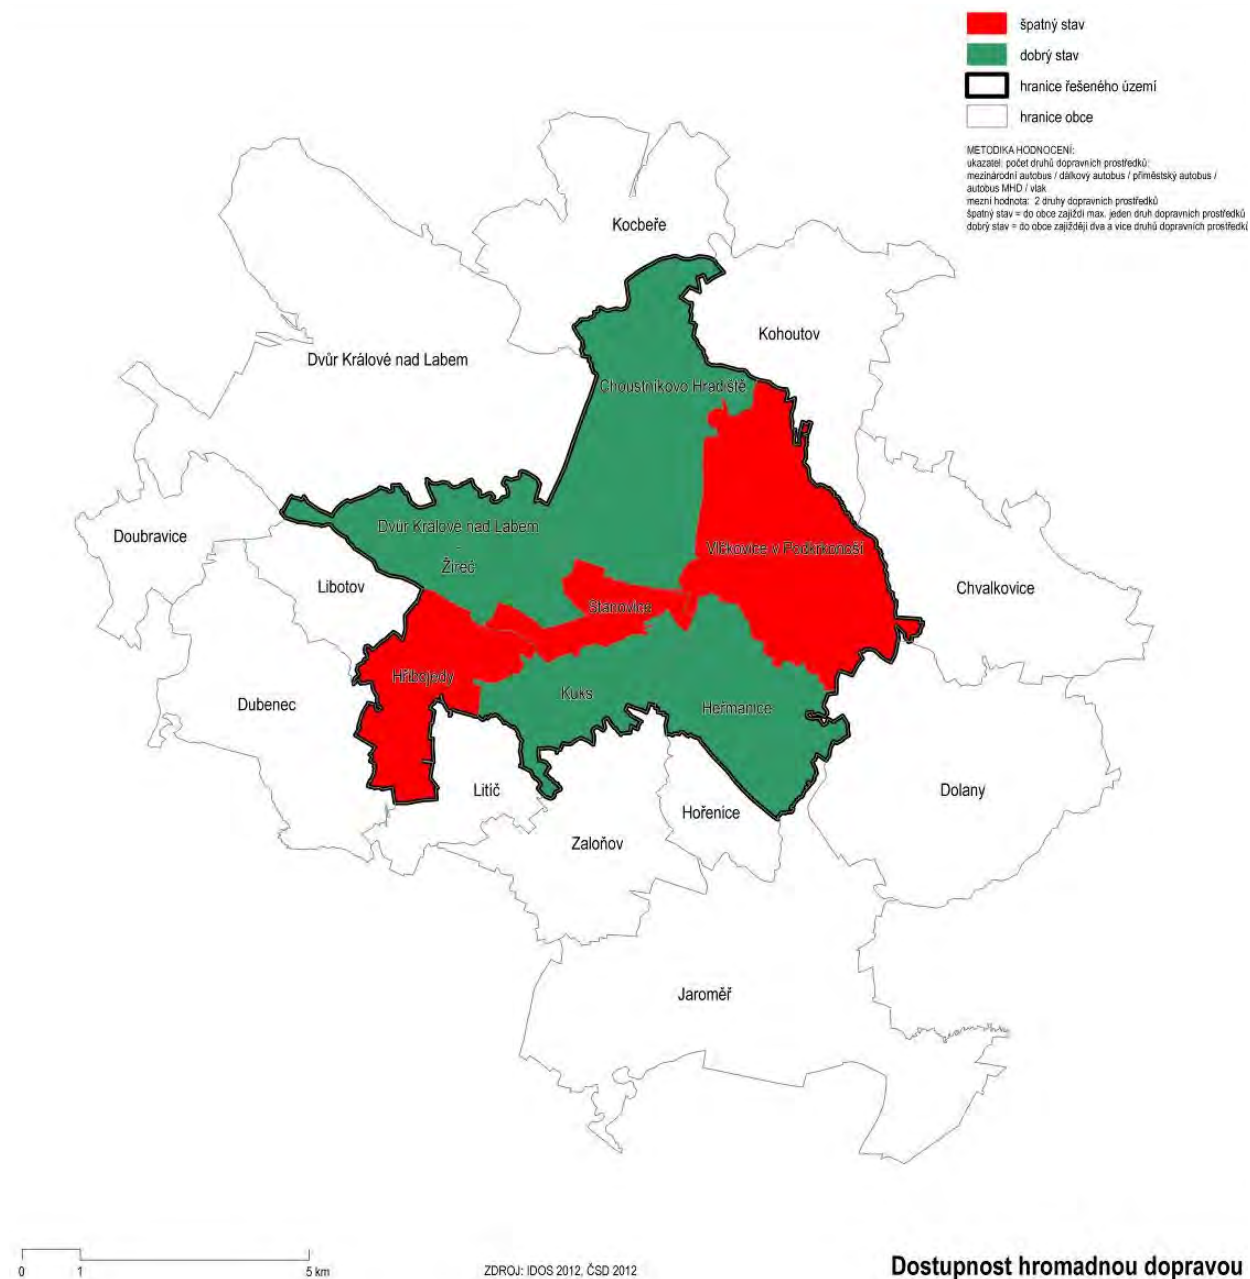 špatný stav
dobrý stav
hranice řešeného území
hranice obce
METODIKA HODNOCENÍ:
ukazatel: počet druhů dopravních prostředků:
mezinárodní autobus / dálkový autobus / příměstský autobus /
autobus MHD / vlak
mezní hodnota: 2 druhy dopravních prostředků
špatný stav = do obce zajíždí max. jeden druh dopravních prostředků
dobrý stav = do obce zajíždějí dva a více druhů dopravních prostředků
Kocbeře
Kohoutov
Dvůr Králové nad Labem
Choustníkovo Hradiště
Dvůr Králové nad Labem
-
Žireč
Doubravice
Vlčkovice v Podkrkonoší
Libotov
Chvalkovice
Stanovice
Hřibojedy
Kuks
Dubenec
Heřmanice
Litíč
Dolany
Hořenice
Zaloňov
Jaroměř
0 1 5 km
ZDROJ: IDOS 2012, ČSD 2012
Dostupnost hromadnou dopravou